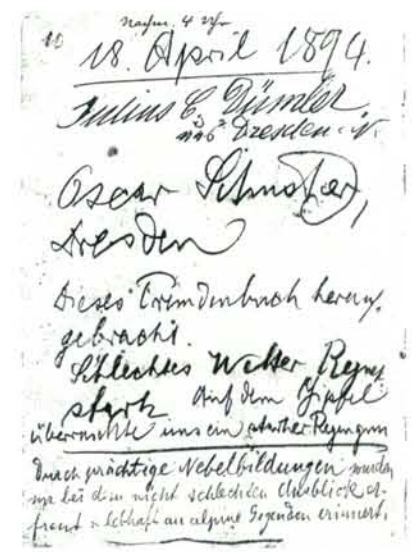 Nachm. 4 Uhr
18. April 1894.
Julius C. Dümler
aus Dresden-N.
Oscar Schuster,
Dresden
Dieses Fremdenbuch herauf-
gebracht.
Schlechtes Wetter Regen
stark Auf dem Gipfel
überraschte uns ein starker Regenguss
Durch prächtige Nebelbildungen wurden
wir bei dem nicht schlechten Ausblick er-
freut u. lebhaft an alpine Gegenden erinnert.